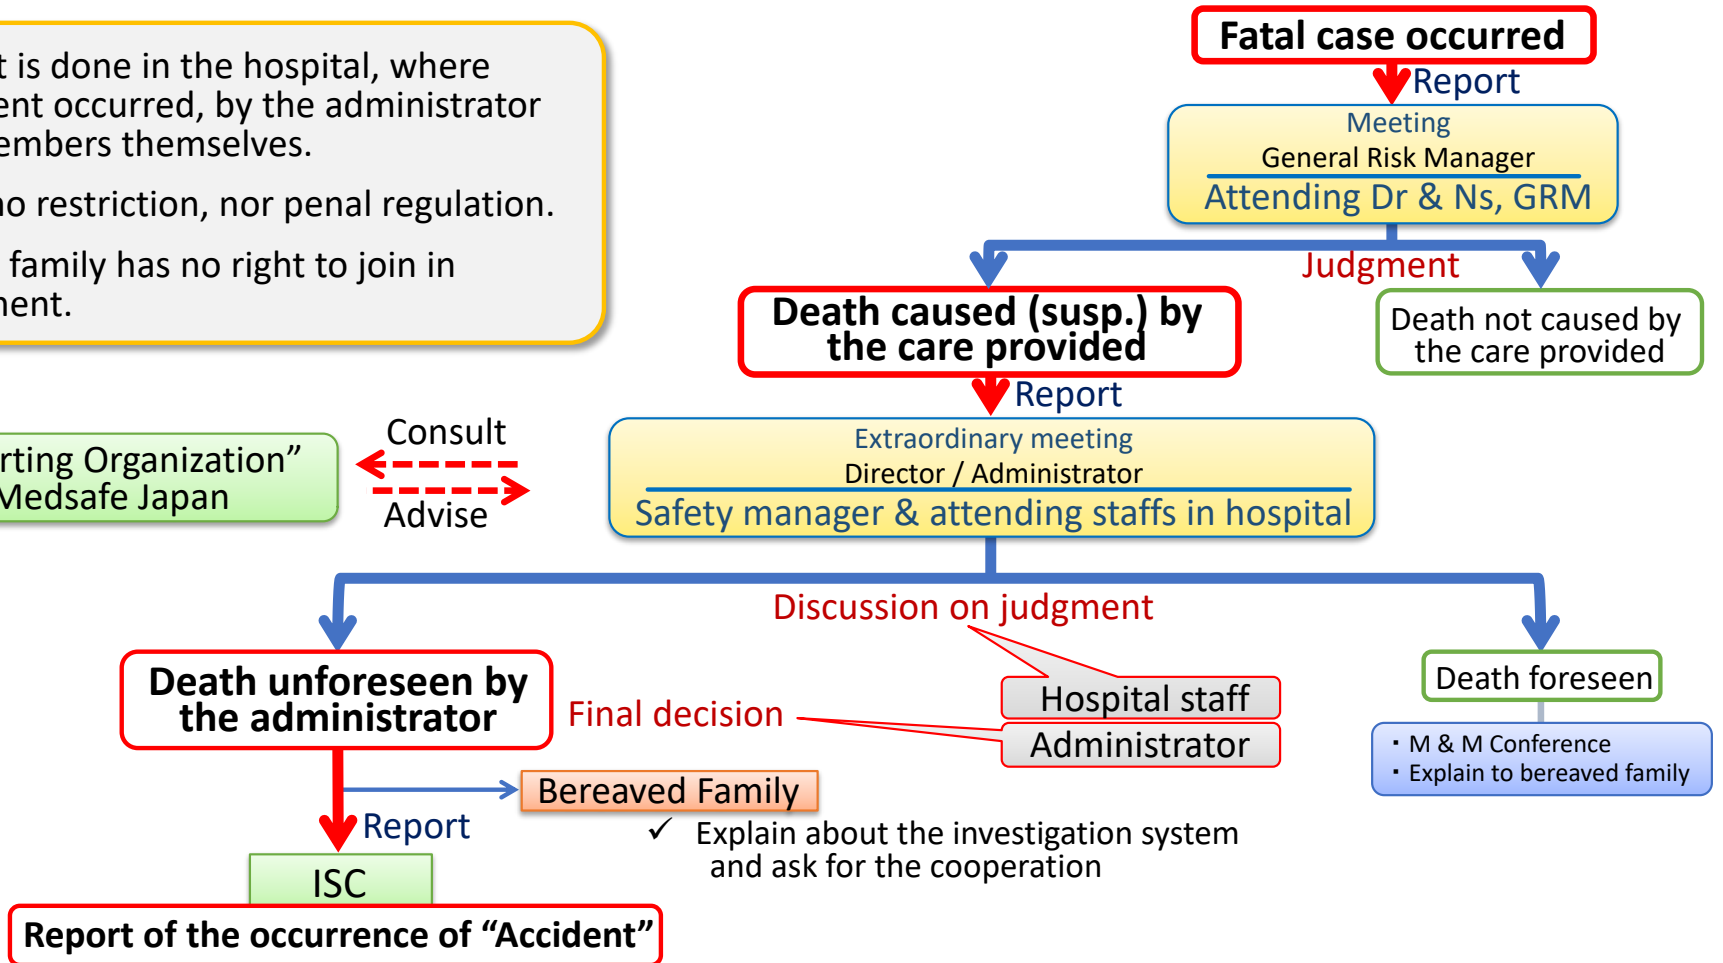 t is done in the hospital, where
ent occurred, by the administrator
embers themselves.
no restriction, nor penal regulation.
family has no right to join in
ment.
Fatal case occurred
Report
Meeting
General Risk Manager
Attending Dr & Ns, GRM
Judgment
Death caused (susp.) by
the care provided
Death not caused by
the care provided
Report
Extraordinary meeting
Director / Administrator
Safety manager & attending staffs in hospital
rting Organization”
Medsafe Japan
Consult
Advise
Discussion on judgment
Hospital staff
Administrator
Final decision
Death unforeseen by
the administrator
Death foreseen
・M & M Conference
・Explain to bereaved family
Bereaved Family
✓ Explain about the investigation system
and ask for the cooperation
Report
ISC
Report of the occurrence of “Accident”